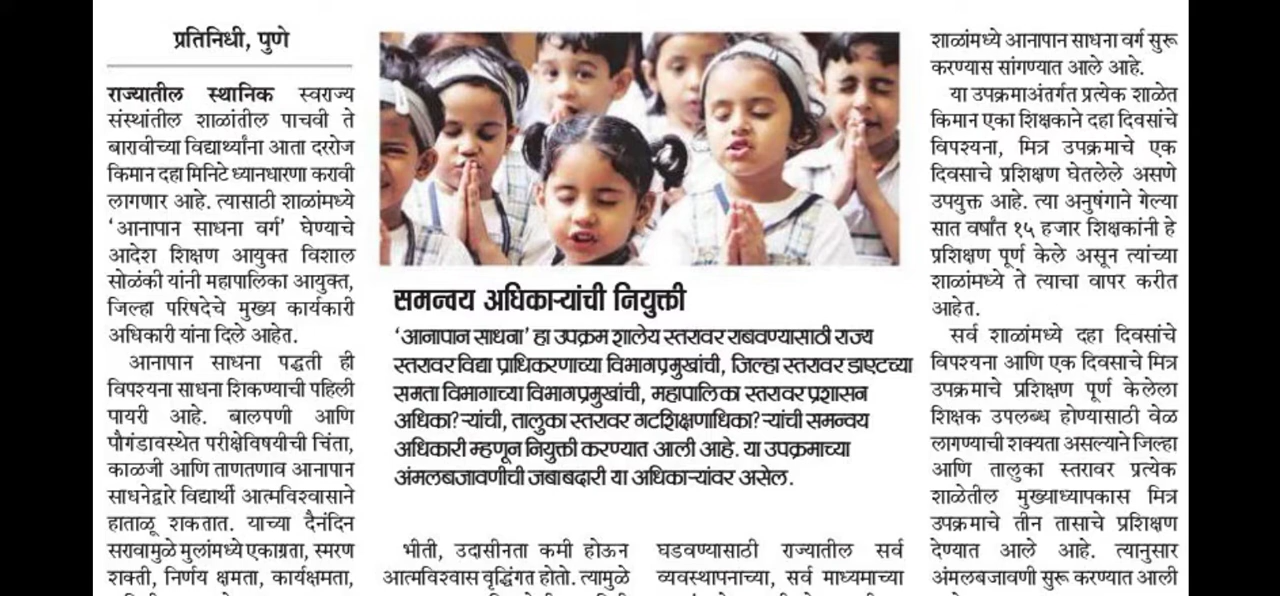 प्रतिनिधी, पुणे
राज्यातील स्थानिक स्वराज्य
संस्थांतील शाळांतील पाचवी ते
बारावीच्या विद्यार्थ्यांना आता दररोज
किमान दहा मिनिटे ध्यानधारणा करावी
लागणार आहे. त्यासाठी शाळांमध्ये
‘आनापान साधना वर्ग’ घेण्याचे
आदेश शिक्षण आयुक्त विशाल
सोळंकी यांनी महापालिका आयुक्त,
जिल्हा परिषदेचे मुख्य कार्यकारी
अधिकारी यांना दिले आहेत.
आनापान साधना पद्धती ही
विपश्यना साधना शिकण्याची पहिली
पायरी आहे. बालपणी आणि
पौगंडावस्थेत परीक्षेविषयीची चिंता,
काळजी आणि ताणतणाव आनापान
साधनेद्वारे विद्यार्थी आत्मविश्वासाने
हाताळू शकतात. याच्या दैनंदिन
सरावामुळे मुलांमध्ये एकाग्रता, स्मरण
शक्ती, निर्णय क्षमता, कार्यक्षमता,
समन्वय अधिकाऱ्यांची नियुक्ती
‘आनापान साधना’ हा उपक्रम शालेय स्तरावर राबवण्यासाठी राज्य
स्तरावर विद्या प्राधिकरणाच्या विभागप्रमुखांची, जिल्हा स्तरावर डाएटच्या
समता विभागाच्या विभागप्रमुखांची, महापालिका स्तरावर प्रशासन
अधिका?ऱ्यांची, तालुका स्तरावर गटशिक्षणाधिका?ऱ्यांची समन्वय
अधिकारी म्हणून नियुक्ती करण्यात आली आहे. या उपक्रमाच्या
अंमलबजावणीची जबाबदारी या अधिकाऱ्यांवर असेल.
भीती, उदासीनता कमी होऊन
आत्मविश्वास वृद्धिंगत होतो. त्यामुळे
घडवण्यासाठी राज्यातील सर्व
व्यवस्थापनाच्या, सर्व माध्यमाच्या
शाळांमध्ये आनापान साधना वर्ग सुरू
करण्यास सांगण्यात आले आहे.
या उपक्रमाअंतर्गत प्रत्येक शाळेत
किमान एका शिक्षकाने दहा दिवसांचे
विपश्यना, मित्र उपक्रमाचे एक
दिवसाचे प्रशिक्षण घेतलेले असणे
उपयुक्त आहे. त्या अनुषंगाने गेल्या
सात वर्षांत १५ हजार शिक्षकांनी हे
प्रशिक्षण पूर्ण केले असून त्यांच्या
शाळांमध्ये ते त्याचा वापर करीत
आहेत.
सर्व शाळांमध्ये दहा दिवसांचे
विपश्यना आणि एक दिवसाचे मित्र
उपक्रमाचे प्रशिक्षण पूर्ण केलेला
शिक्षक उपलब्ध होण्यासाठी वेळ
लागण्याची शक्यता असल्याने जिल्हा
आणि तालुका स्तरावर प्रत्येक
शाळेतील मुख्याध्यापकास मित्र
उपक्रमाचे तीन तासाचे प्रशिक्षण
देण्यात आले आहे. त्यानुसार
अंमलबजावणी सुरू करण्यात आली